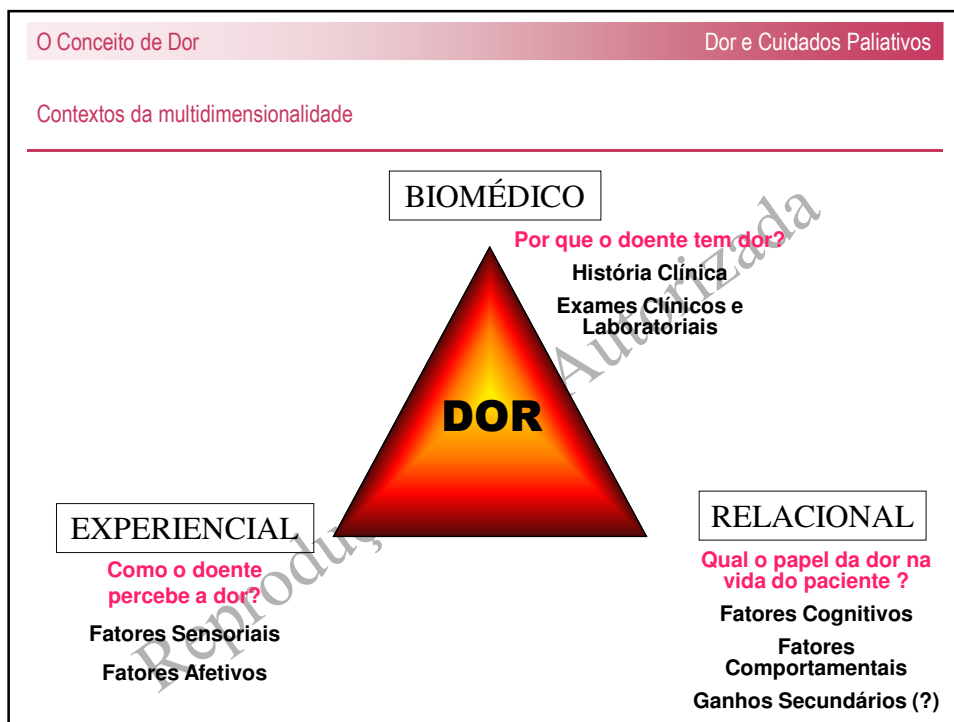 O Conceito de Dor
Dor e Cuidados Paliativos
Contextos da multidimensionalidade
BIOMÉDICO
Por que o doente tem dor?
História Clínica
Exames Clínicos e
Laboratoriais
DOR
EXPERIENCIAL
Como o doente
percebe a dor?
Fatores Sensoriais
Fatores Afetivos
RELACIONAL
Qual o papel da dor na
vida do paciente ?
Fatores Cognitivos
Fatores
Comportamentais
Ganhos Secundários (?)
Autorizada